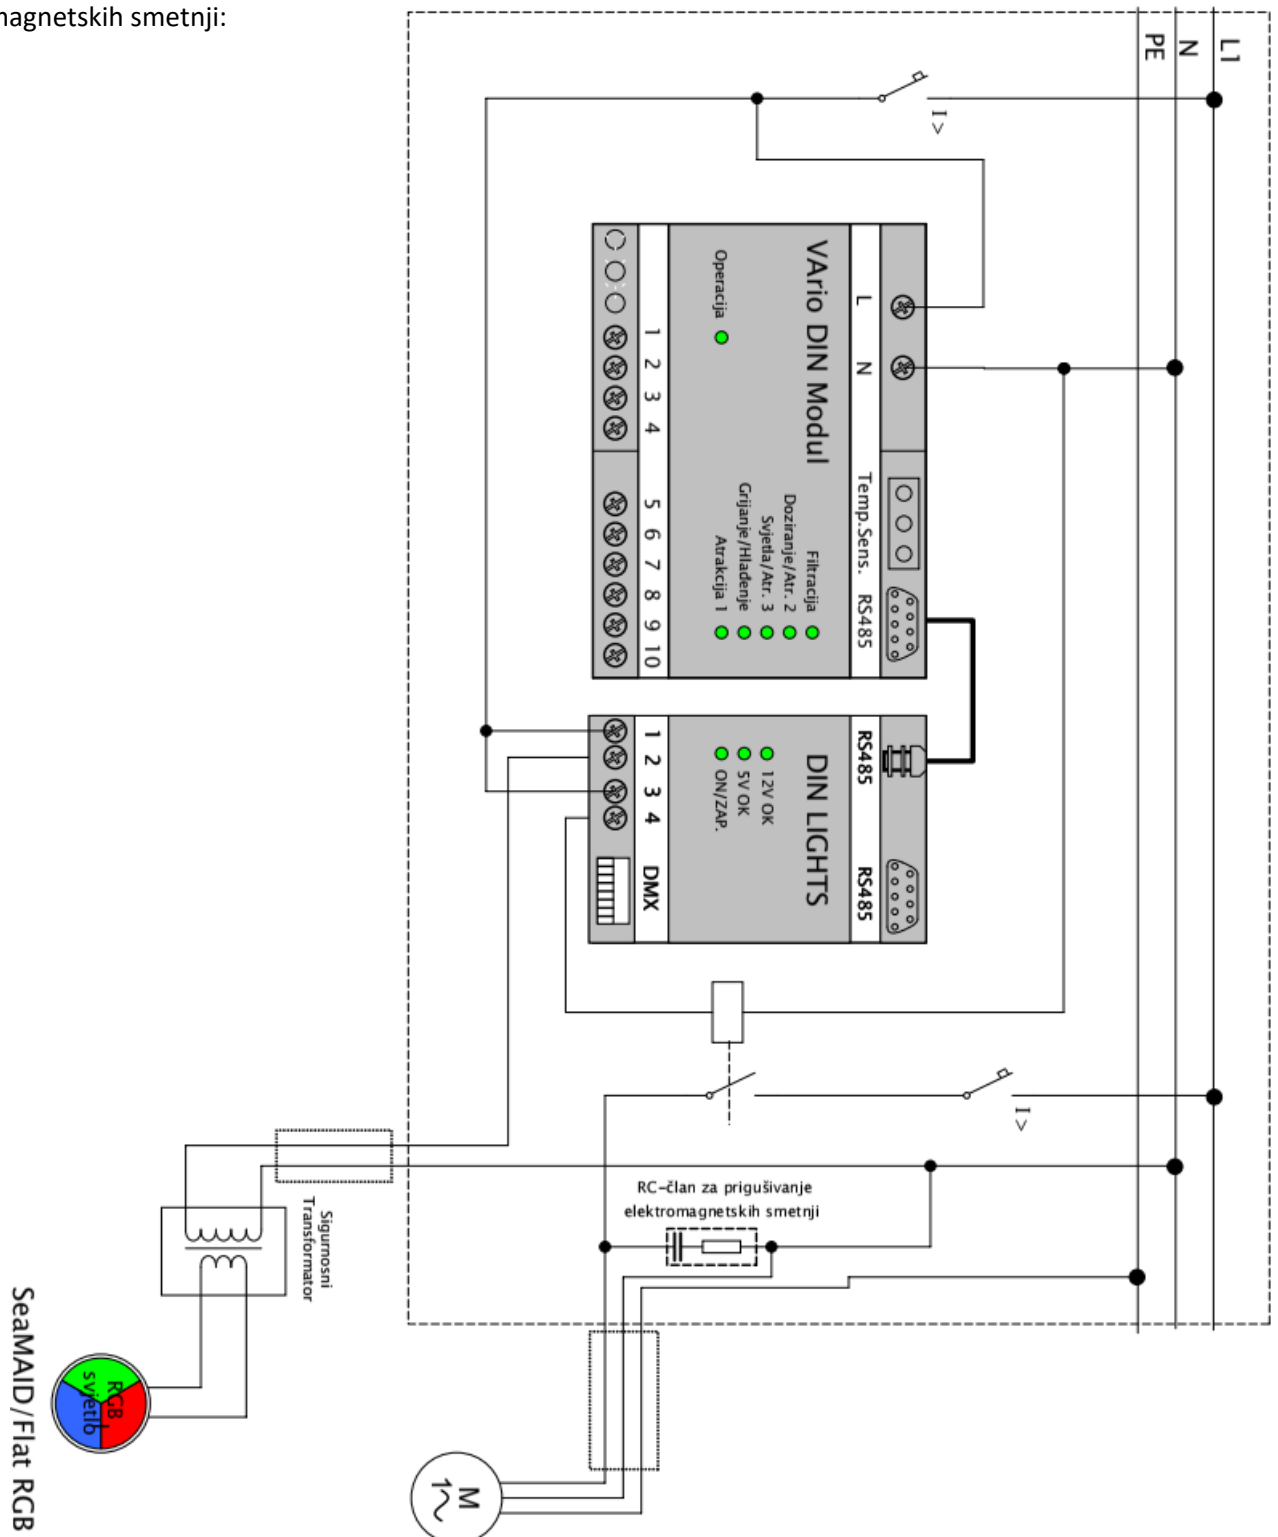 magnetskih smetnji:
L1
N
PE
I >
VArio DIN Modul
Operacija
L
N
Temp.Sens.
RS485
Filtracija
Doziranje/Atr. 2
Svjetla/Atr. 3
Grijanje/Hlađenje
Atrakcija 1
1
2
3
4
5
6
7
8
9
10
DIN LIGHTS
RS485
RS485
12V OK
5V OK
ON/ZAP.
1
2
3
4
DMX
I >
RC-član za prigušivanje
elektromagnetskih smetnji
Sigurnosni
Transformator
RGB
svjetlo
SeaMAID/Flat RGB
M
1